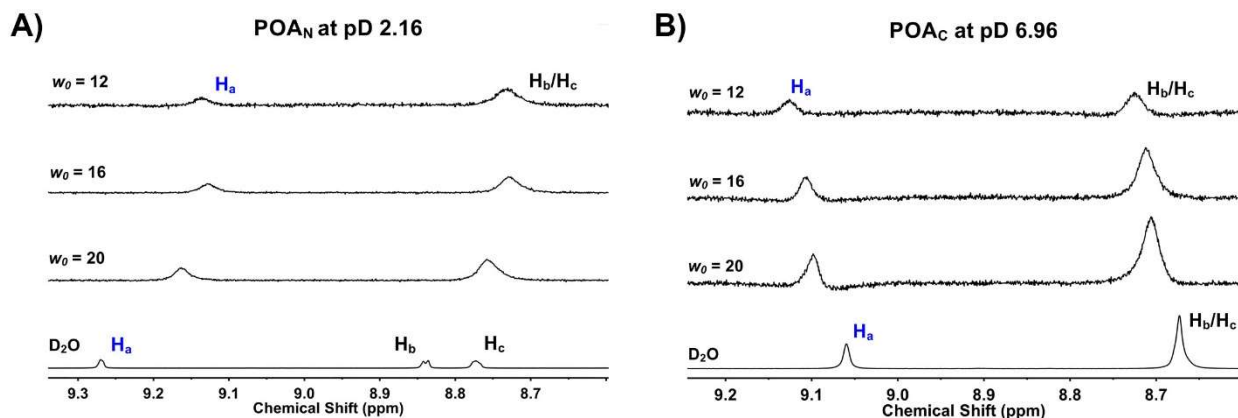 A)
POA_N at pD 2.16
w_0 = 12
H_a
H_b/H_c
w_0 = 16
w_0 = 20
D_2O
H_a
H_b
H_c
9.3 9.2 9.1 9.0 8.9 8.8 8.7
Chemical Shift (ppm)
B)
POA_C at pD 6.96
w_0 = 12
H_a
H_b/H_c
w_0 = 16
w_0 = 20
D_2O
H_a
H_b/H_c
9.2 9.1 9.0 8.9 8.8 8.7
Chemical Shift (ppm)